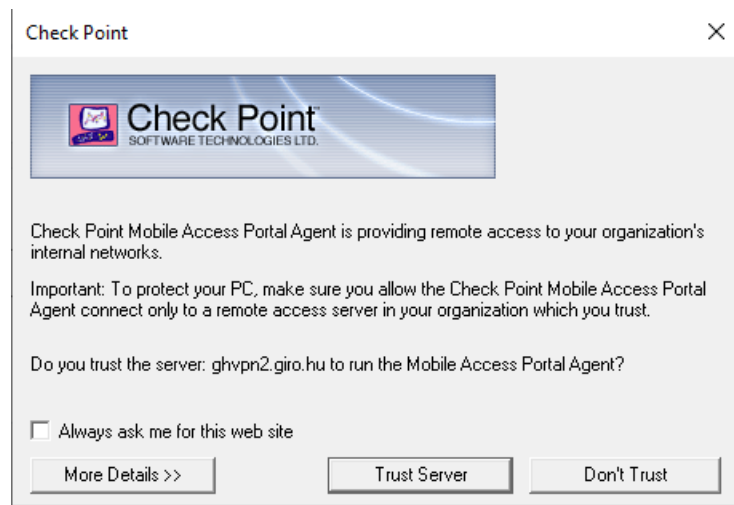 Check Point
Check Point™
SOFTWARE TECHNOLOGIES LTD.
Check Point Mobile Access Portal Agent is providing remote access to your organization's
internal networks.
Important: To protect your PC, make sure you allow the Check Point Mobile Access Portal
Agent connect only to a remote access server in your organization which you trust.
Do you trust the server: ghvpn2.giro.hu to run the Mobile Access Portal Agent?
Always ask me for this web site
More Details >>
Trust Server
Don't Trust